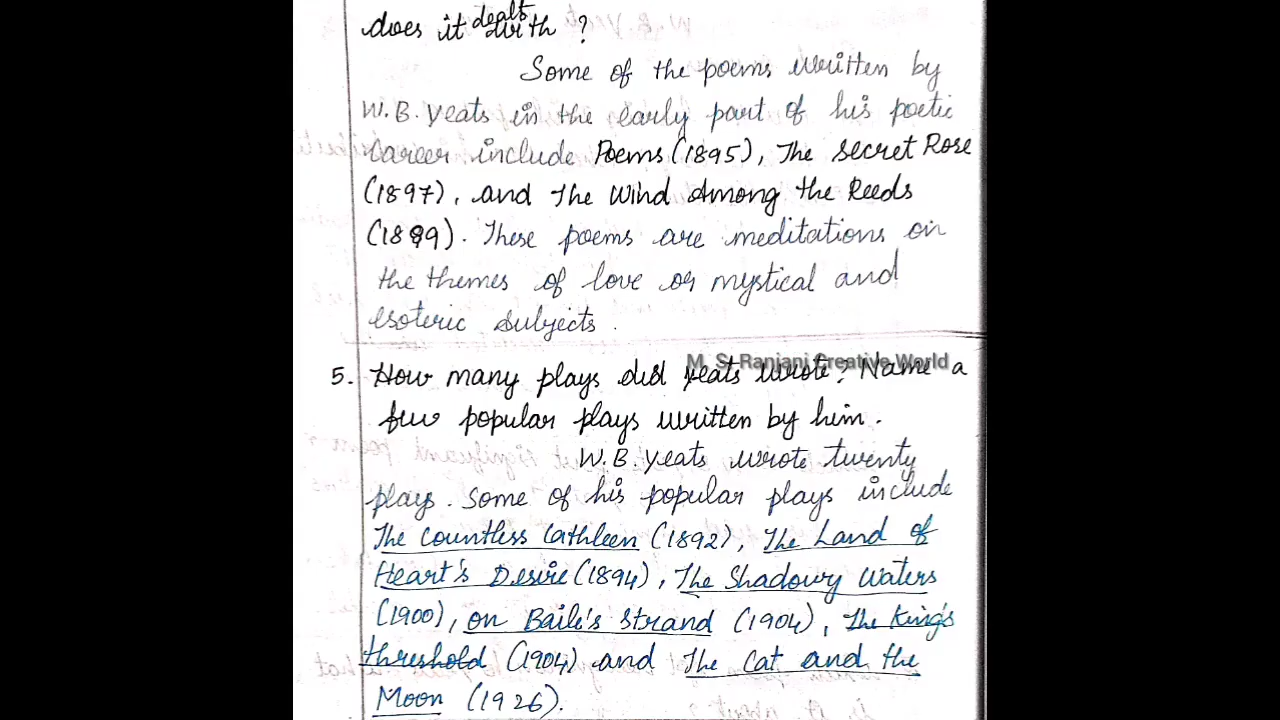 does it dealt with ?
Some of the poems written by
W.B. Yeats in the early part of his poetic
career include Poems (1895), The Secret Rose
(1897), and The Wind Among the Reeds
(1899). These poems are meditations on
the themes of love or mystical and
esoteric subjects.
M. S. Ranjani Creative World
5. How many plays did Yeats wrote? Name a
few popular plays written by him.
W.B. Yeats wrote twenty
plays. Some of his popular plays include
The Countless Cathleen (1892), The Land of
Heart's Desire (1894), The Shadowy Waters
(1900), on Baile's Strand (1904), The King's
threshold (1904) and The Cat and the
Moon (1926).